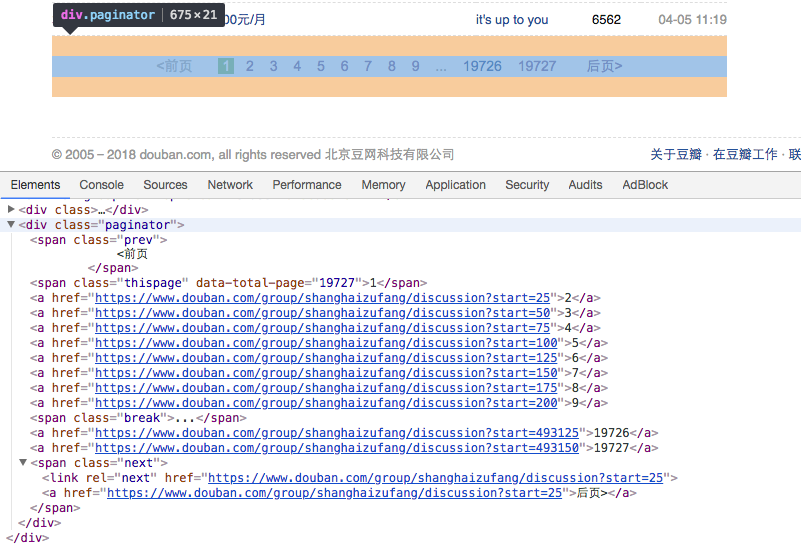 div.paginator 675×21
00元/月 it's up to you 6562 04-05 11:19
<前页 1 2 3 4 5 6 7 8 9 ... 19726 19727 后页>
© 2005－2018 douban.com, all rights reserved 北京豆网科技有限公司 关于豆瓣 · 在豆瓣工作 · 联
Elements Console Sources Network Performance Memory Application Security Audits AdBlock
<div class>…</div>
<div class="paginator">
<span class="prev">
<前页
</span>
<span class="thispage" data-total-page="19727">1</span>
<a href="https://www.douban.com/group/shanghaizufang/discussion?start=25">2</a>
<a href="https://www.douban.com/group/shanghaizufang/discussion?start=50">3</a>
<a href="https://www.douban.com/group/shanghaizufang/discussion?start=75">4</a>
<a href="https://www.douban.com/group/shanghaizufang/discussion?start=100">5</a>
<a href="https://www.douban.com/group/shanghaizufang/discussion?start=125">6</a>
<a href="https://www.douban.com/group/shanghaizufang/discussion?start=150">7</a>
<a href="https://www.douban.com/group/shanghaizufang/discussion?start=175">8</a>
<a href="https://www.douban.com/group/shanghaizufang/discussion?start=200">9</a>
<span class="break">...</span>
<a href="https://www.douban.com/group/shanghaizufang/discussion?start=493125">19726</a>
<a href="https://www.douban.com/group/shanghaizufang/discussion?start=493150">19727</a>
<span class="next">
<link rel="next" href="https://www.douban.com/group/shanghaizufang/discussion?start=25">
<a href="https://www.douban.com/group/shanghaizufang/discussion?start=25">后页></a>
</span>
</div>
</div>